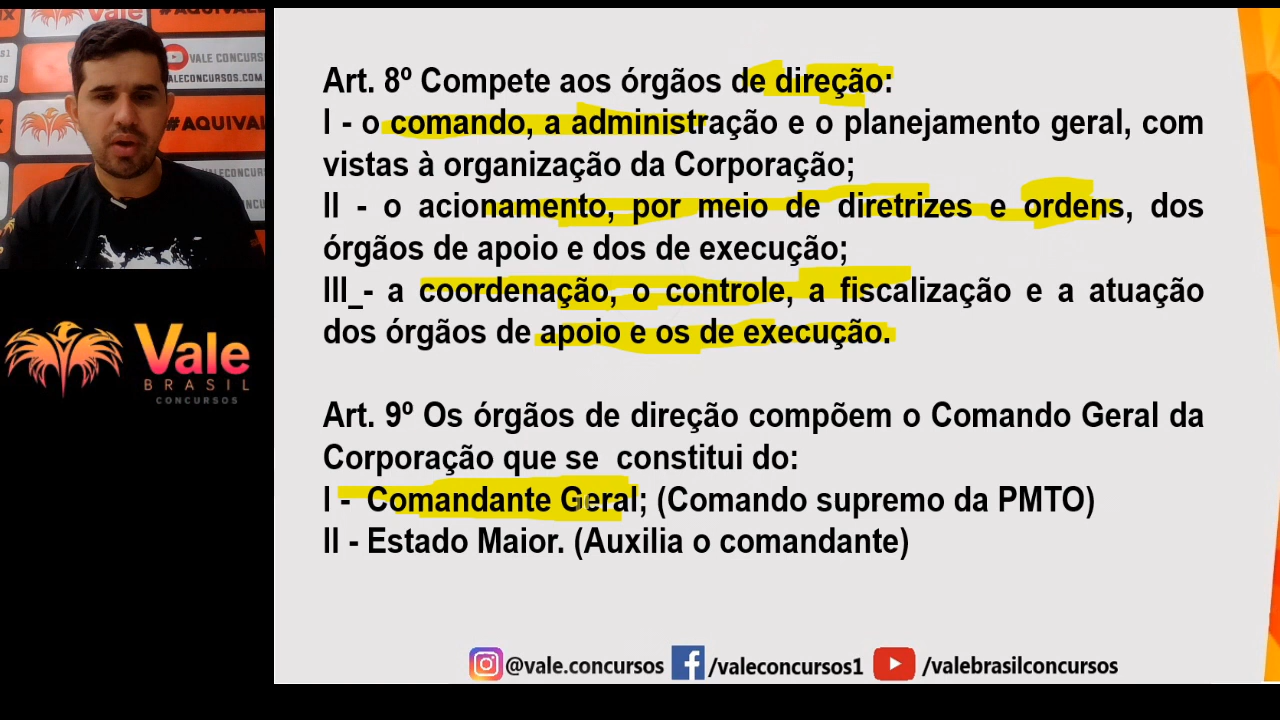 Vale
VALE CONCURS
VALECONCURSOS.COM
#AQUIVAL
VALECONCURSOS
Art. 8º Compete aos órgãos de direção:
I - o comando, a administração e o planejamento geral, com
vistas à organização da Corporação;
II - o acionamento, por meio de diretrizes e ordens, dos
órgãos de apoio e dos de execução;
III_- a coordenação, o controle, a fiscalização e a atuação
dos órgãos de apoio e os de execução.
Art. 9º Os órgãos de direção compõem o Comando Geral da
Corporação que se constitui do:
I - Comandante Geral; (Comando supremo da PMTO)
II - Estado Maior. (Auxilia o comandante)
Vale
BRASIL
CONCURSOS
@vale.concursos /valeconcursos1 /valebrasilconcursos